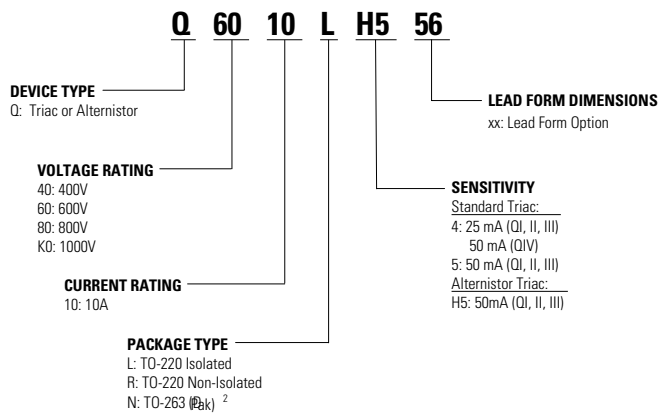 Q 60 10 L H5 56
DEVICE TYPE
Q: Triac or Alternistor
LEAD FORM DIMENSIONS
xx: Lead Form Option
VOLTAGE RATING
40: 400V
60: 600V
80: 800V
K0: 1000V
SENSITIVITY
Standard Triac:
4: 25 mA (QI, II, III)
50 mA (QIV)
5: 50 mA (QI, II, III)
Alternistor Triac:
H5: 50mA (QI, II, III)
CURRENT RATING
10: 10A
PACKAGE TYPE
L: TO-220 Isolated
R: TO-220 Non-Isolated
N: TO-263 (D Pak) 2